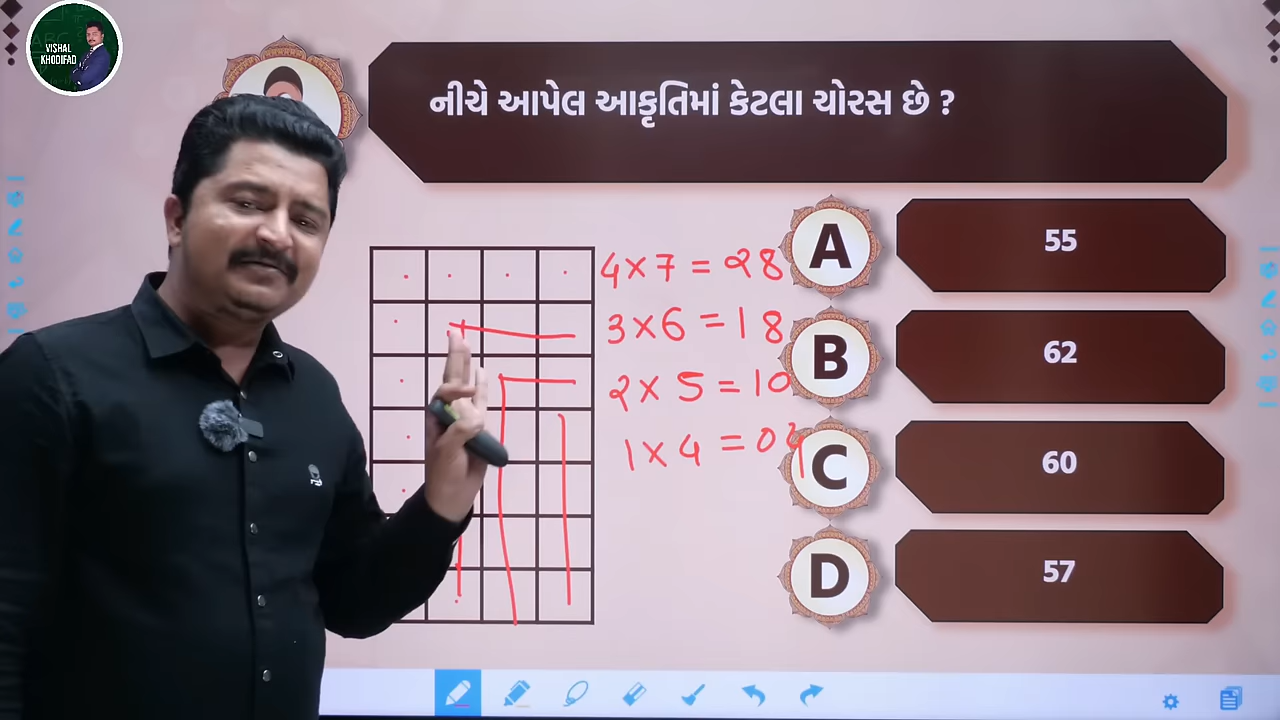 VISHAL
KHODIFAD
નીચે આપેલ આકૃતિમાં કેટલા ચોરસ છે ?
4×7 = 28
3×6 = 18
2×5 = 10
1×4 = 04
A 55
B 62
C 60
D 57